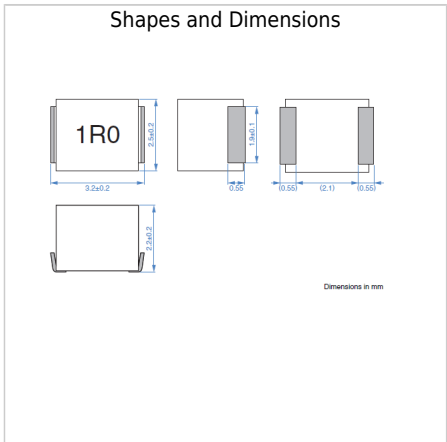 Shapes and Dimensions
1R0
2.5±0.2
3.2±0.2
1.9±0.1
0.55
(0.55)
(2.1)
(0.55)
2.2±0.2
Dimensions in mm